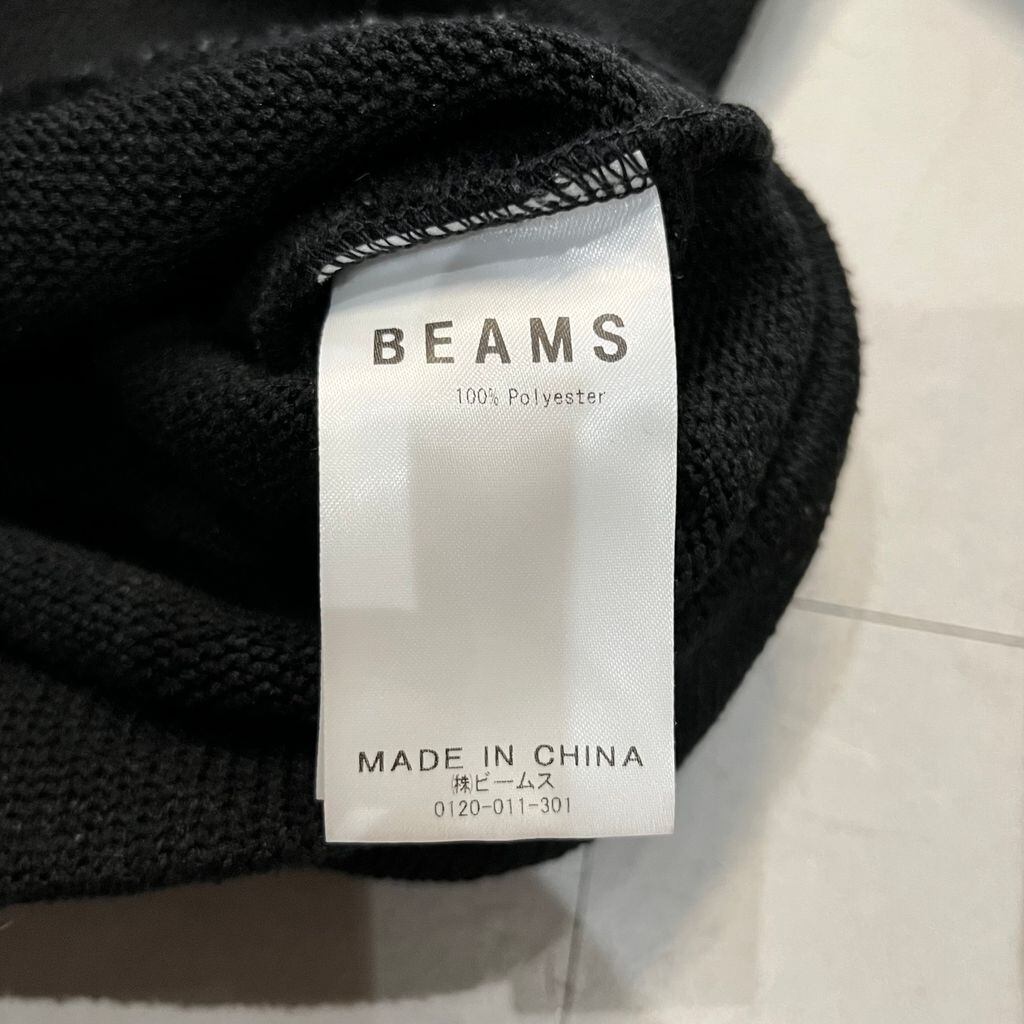 BEAMS
100% Polyester
MADE IN CHINA
㈱ビームス
0120-011-301